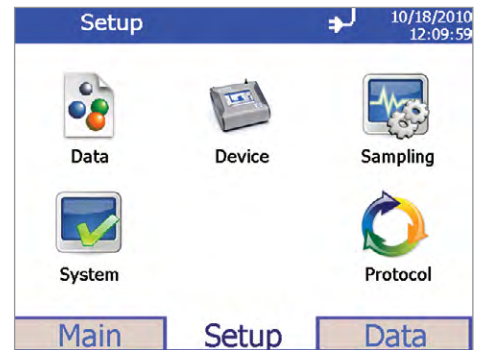 Setup
10/18/2010
12:09:59
Data
Device
Sampling
System
Protocol
Main
Setup
Data